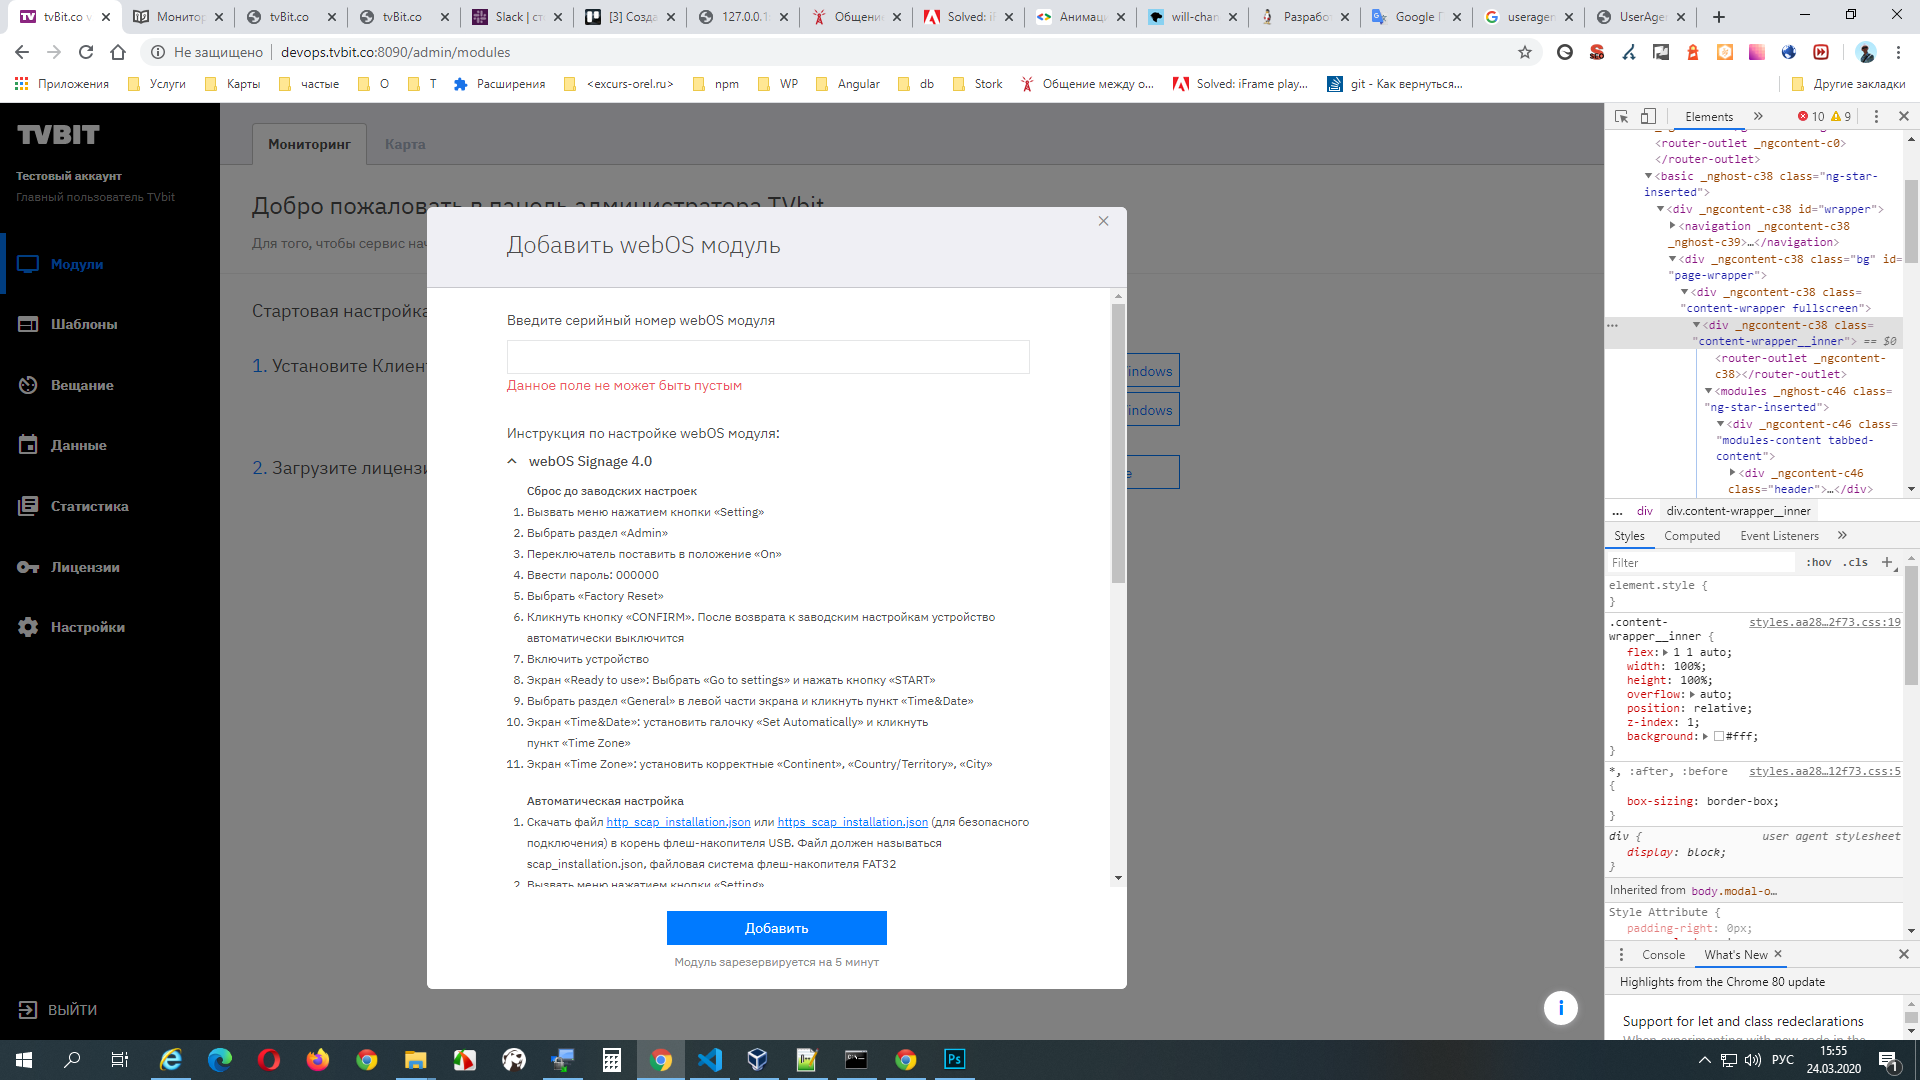 tvBit.co v
Монитор
tvBit.co
tvBit.co
Slack | ст
[3] Созда
127.0.0.1
Общение
Solved: iF
Анимац
will-chan
Разрабо
Google П
useragen
UserAge
Не защищено
devops.tvbit.co:8090/admin/modules
Приложения
Услуги
Карты
частые
О
Т
Расширения
<excurs-orel.ru>
npm
WP
Angular
db
Stork
Общение между о...
Solved: iFrame play...
git - Как вернуться...
Другие закладки
TVBIT
Тестовый аккаунт
Главный пользователь TVbit
Модули
Шаблоны
Вещание
Данные
Статистика
Лицензии
Настройки
ВЫЙТИ
Мониторинг
Карта
Добро пожаловать в панель администратора TVbit
Для того, чтобы сервис нач
Стартовая настройка
1. Установите Клиен
indows
indows
2. Загрузите лицензи
e
Добавить webOS модуль
Введите серийный номер webOS модуля
Данное поле не может быть пустым
Инструкция по настройке webOS модуля:
webOS Signage 4.0
Сброс до заводских настроек
1. Вызвать меню нажатием кнопки «Setting»
2. Выбрать раздел «Admin»
3. Переключатель поставить в положение «On»
4. Ввести пароль: 000000
5. Выбрать «Factory Reset»
6. Кликнуть кнопку «CONFIRM». После возврата к заводским настройкам устройство
автоматически выключится
7. Включить устройство
8. Экран «Ready to use»: Выбрать «Go to settings» и нажать кнопку «START»
9. Выбрать раздел «General» в левой части экрана и кликнуть пункт «Time&Date»
10. Экран «Time&Date»: установить галочку «Set Automatically» и кликнуть
пункт «Time Zone»
11. Экран «Time Zone»: установить корректные «Continent», «Country/Territory», «City»
Автоматическая настройка
1. Скачать файл http_scap_installation.json или https_scap_installation.json (для безопасного
подключения) в корень флеш-накопителя USB. Файл должен называться
scap_installation.json, файловая система флеш-накопителя FAT32
2. Вызвать меню нажатием кнопки «Setting»
Добавить
Модуль зарезервируется на 5 минут
i
Elements
10
9
<router-outlet _ngcontent-c0>
</router-outlet>
<basic _nghost-c38 class="ng-star-
inserted">
<div _ngcontent-c38 id="wrapper">
<navigation _ngcontent-c38
_nghost-c39>…</navigation>
<div _ngcontent-c38 class="bg" id=
"page-wrapper">
<div _ngcontent-c38 class=
"content-wrapper fullscreen">
... <div _ngcontent-c38 class=
"content-wrapper__inner"> == $0
<router-outlet _ngcontent-
c38></router-outlet>
<modules _nghost-c46 class=
"ng-star-inserted">
<div _ngcontent-c46 class=
"modules-content tabbed-
content">
<div _ngcontent-c46
class="header">…</div>
... div div.content-wrapper__inner
Styles
Computed
Event Listeners
Filter
:hov .cls +
element.style {
}
.content-
wrapper__inner {
styles.aa28…2f73.css:19
flex: 1 1 auto;
width: 100%;
height: 100%;
overflow: auto;
position: relative;
z-index: 1;
background: #fff;
}
*, :after, :before
{
styles.aa28…12f73.css:5
box-sizing: border-box;
}
div {
user agent stylesheet
display: block;
}
Inherited from body.modal-o…
Style Attribute {
padding-right: 0px;
Console
What's New
Highlights from the Chrome 80 update
Support for let and class redeclarations
When experimenting with new code in the
Ps
РУС
15:55
24.03.2020
1